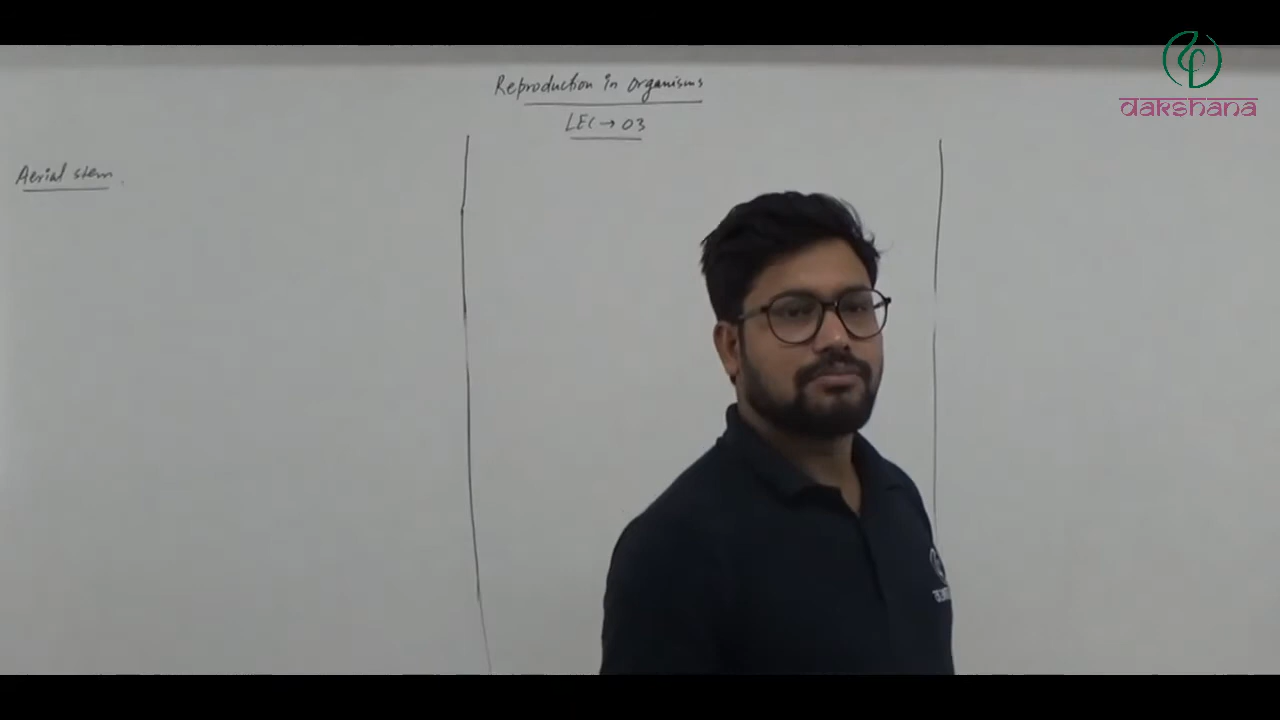 dakshana
Reproduction in organisms
LEC → 03
Aerial stem